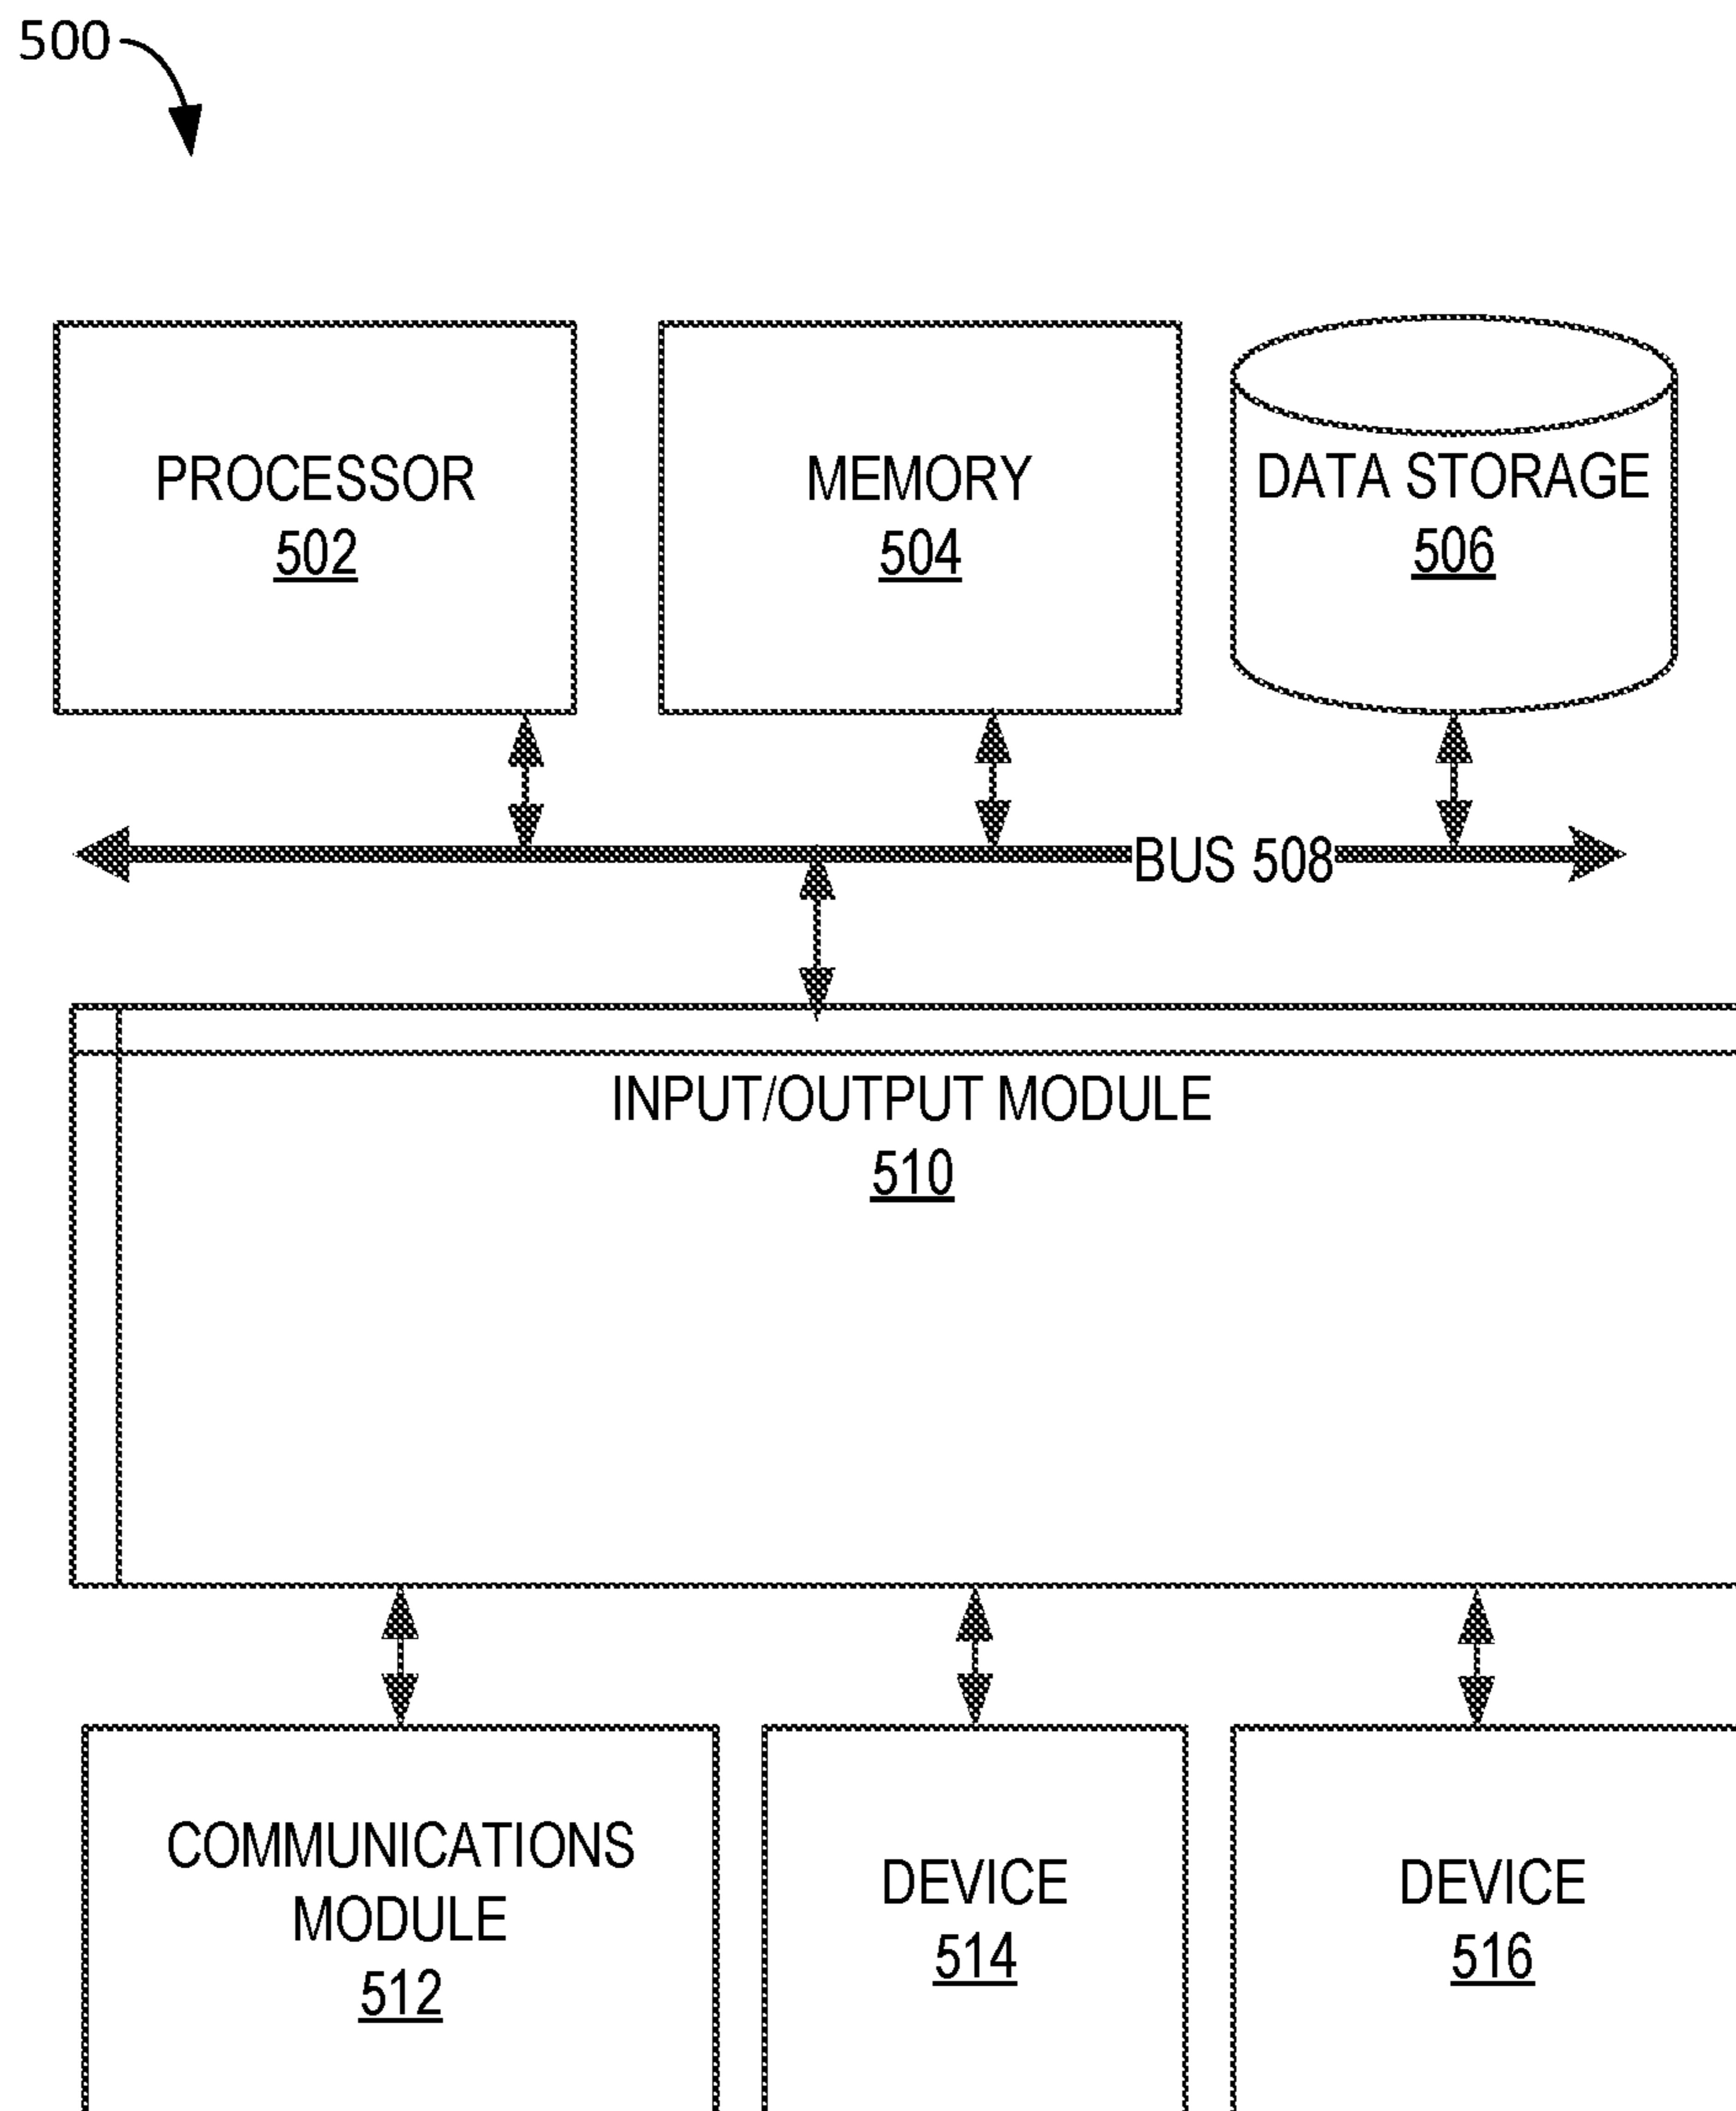 500
PROCESSOR
502
MEMORY
504
DATA STORAGE
506
BUS 508
INPUT/OUTPUT MODULE
510
COMMUNICATIONS
MODULE
512
DEVICE
514
DEVICE
516